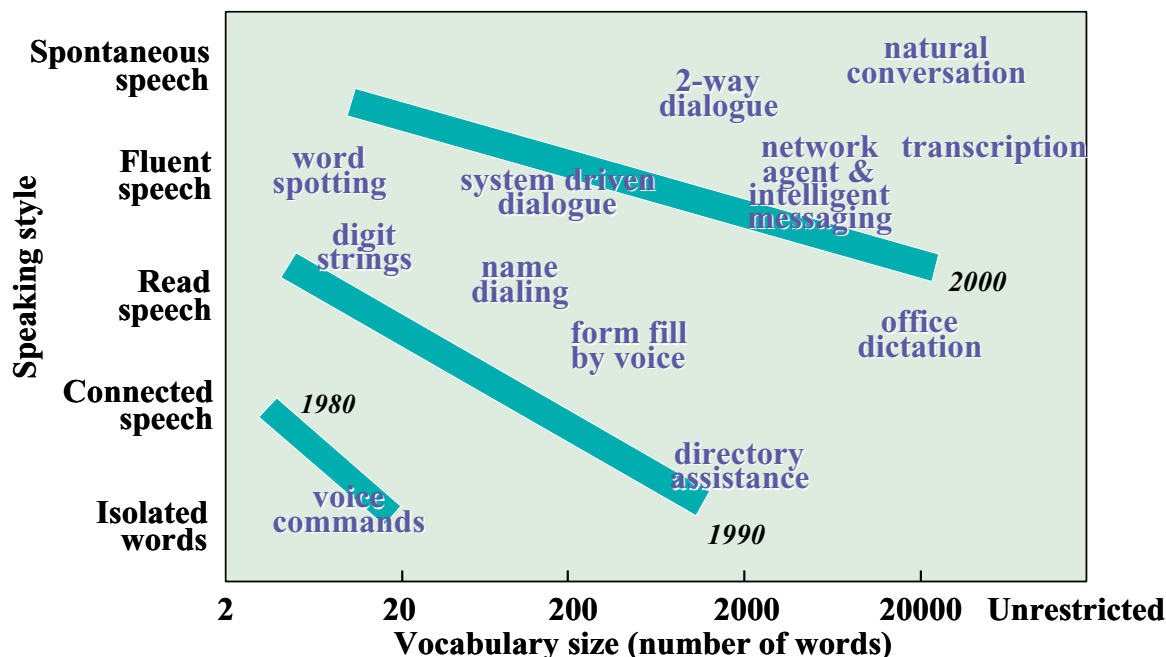 Spontaneous
speech
Fluent
speech
Read
speech
Connected
speech
Isolated
words
Speaking style
natural
conversation
2-way
dialogue
network
agent &
intelligent
messaging
transcription
word
spotting
system driven
dialogue
digit
strings
name
dialing
2000
form fill
by voice
office
dictation
1980
directory
assistance
voice
commands
1990
2 20 200 2000 20000 Unrestricted
Vocabulary size (number of words)